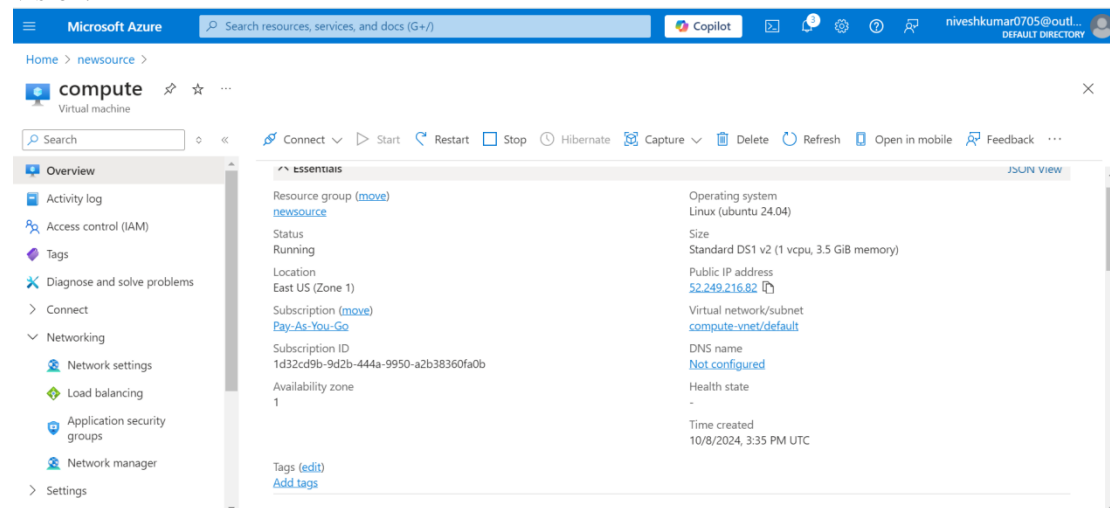 Microsoft Azure
Search resources, services, and docs (G+/)
Copilot
3
niveshkumar0705@outl...
DEFAULT DIRECTORY
Home > newsource >
compute
Virtual machine
Search
Connect
Start
Restart
Stop
Hibernate
Capture
Delete
Refresh
Open in mobile
Feedback
Overview
Activity log
Access control (IAM)
Tags
Diagnose and solve problems
Connect
Networking
Network settings
Load balancing
Application security
groups
Network manager
Settings
Essentials
JSON View
Resource group (move)
newsource
Status
Running
Location
East US (Zone 1)
Subscription (move)
Pay-As-You-Go
Subscription ID
1d32cd9b-9d2b-444a-9950-a2b38360fa0b
Availability zone
1
Operating system
Linux (ubuntu 24.04)
Size
Standard DS1 v2 (1 vcpu, 3.5 GiB memory)
Public IP address
52.249.216.82
Virtual network/subnet
compute-vnet/default
DNS name
Not configured
Health state
-
Time created
10/8/2024, 3:35 PM UTC
Tags (edit)
Add tags